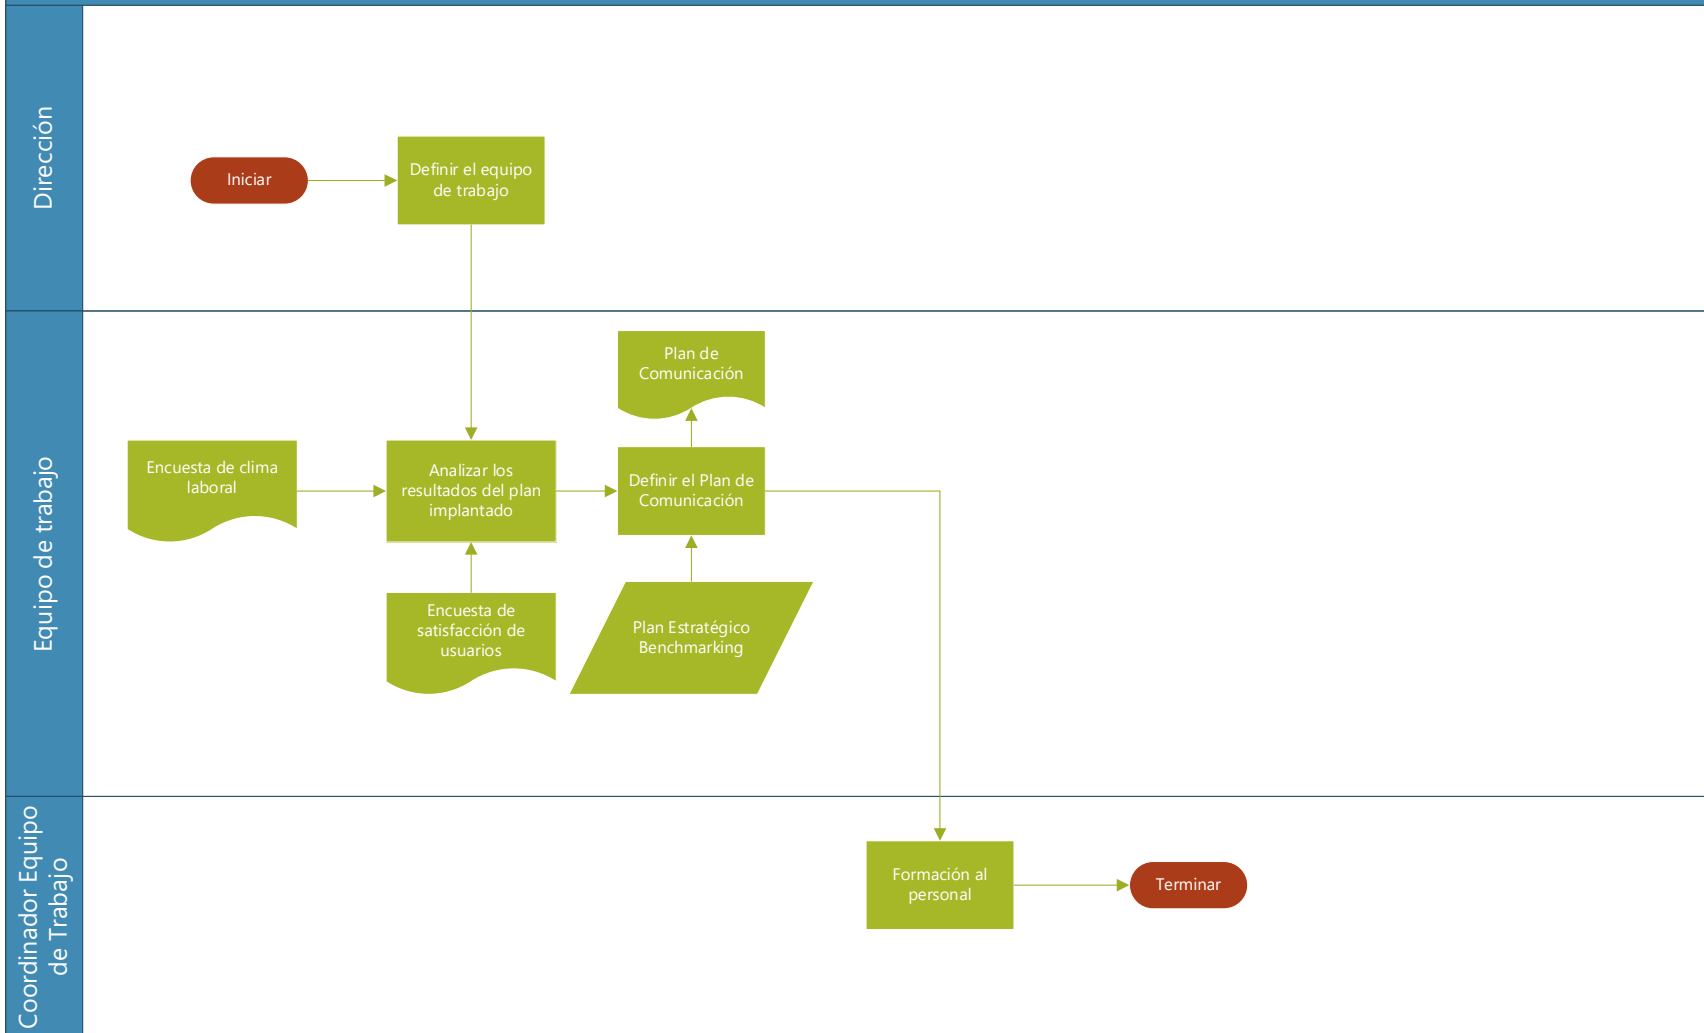 Dirección
Iniciar
Definir el equipo
de trabajo
Equipo de trabajo
Plan de
Comunicación
Encuesta de clima
laboral
Analizar los
resultados del plan
implantado
Definir el Plan de
Comunicación
Encuesta de
satisfacción de
usuarios
Plan Estratégico
Benchmarking
Coordinador Equipo
de Trabajo
Formación al
personal
Terminar